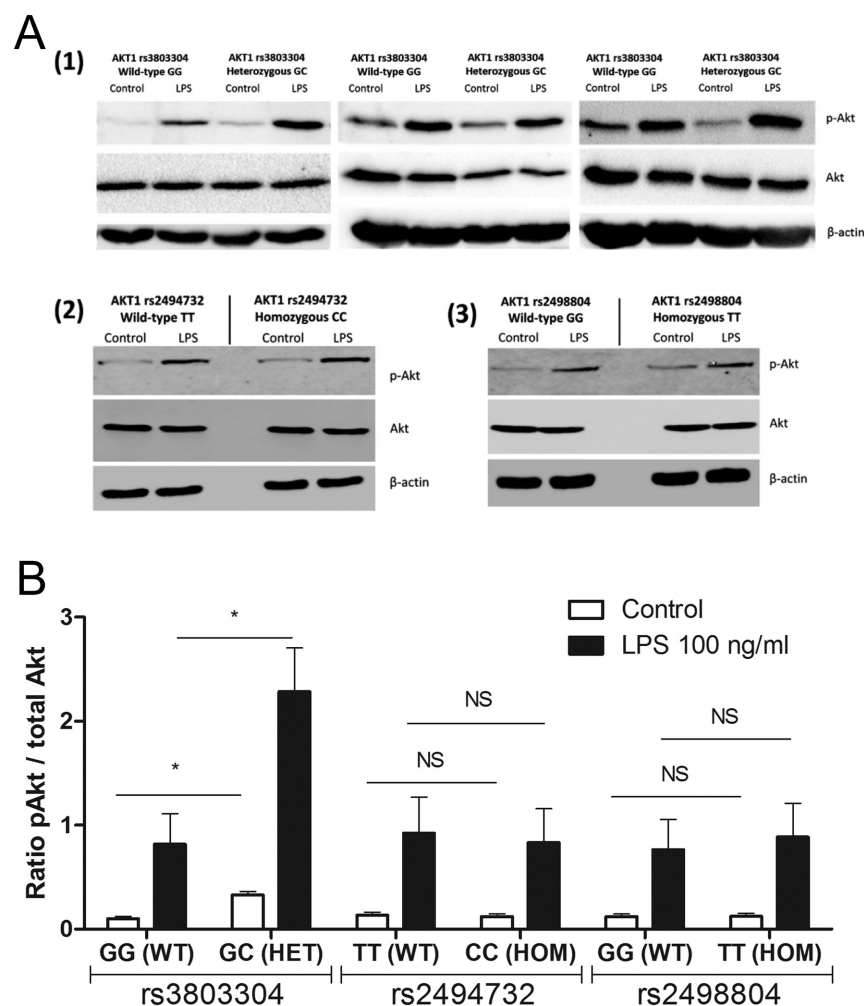 A
(1)
AKT1 rs3803304 AKT1 rs3803304 AKT1 rs3803304 AKT1 rs3803304 AKT1 rs3803304 AKT1 rs3803304
Wild-type GG Heterozygous GC Wild-type GG Heterozygous GC Wild-type GG Heterozygous GC
Control LPS Control LPS Control LPS Control LPS Control LPS Control LPS
p-Akt
Akt
β-actin
(2)
AKT1 rs2494732 AKT1 rs2494732
Wild-type TT Homozygous CC
Control LPS Control LPS
p-Akt
Akt
β-actin
(3)
AKT1 rs2498804 AKT1 rs2498804
Wild-type GG Homozygous TT
Control LPS Control LPS
p-Akt
Akt
β-actin
B
Ratio pAkt / total Akt
3
2
1
0
Control
LPS 100 ng/ml
*
*
NS
NS
NS
NS
GG (WT) GC (HET) TT (WT) CC (HOM) GG (WT) TT (HOM)
rs3803304 rs2494732 rs2498804